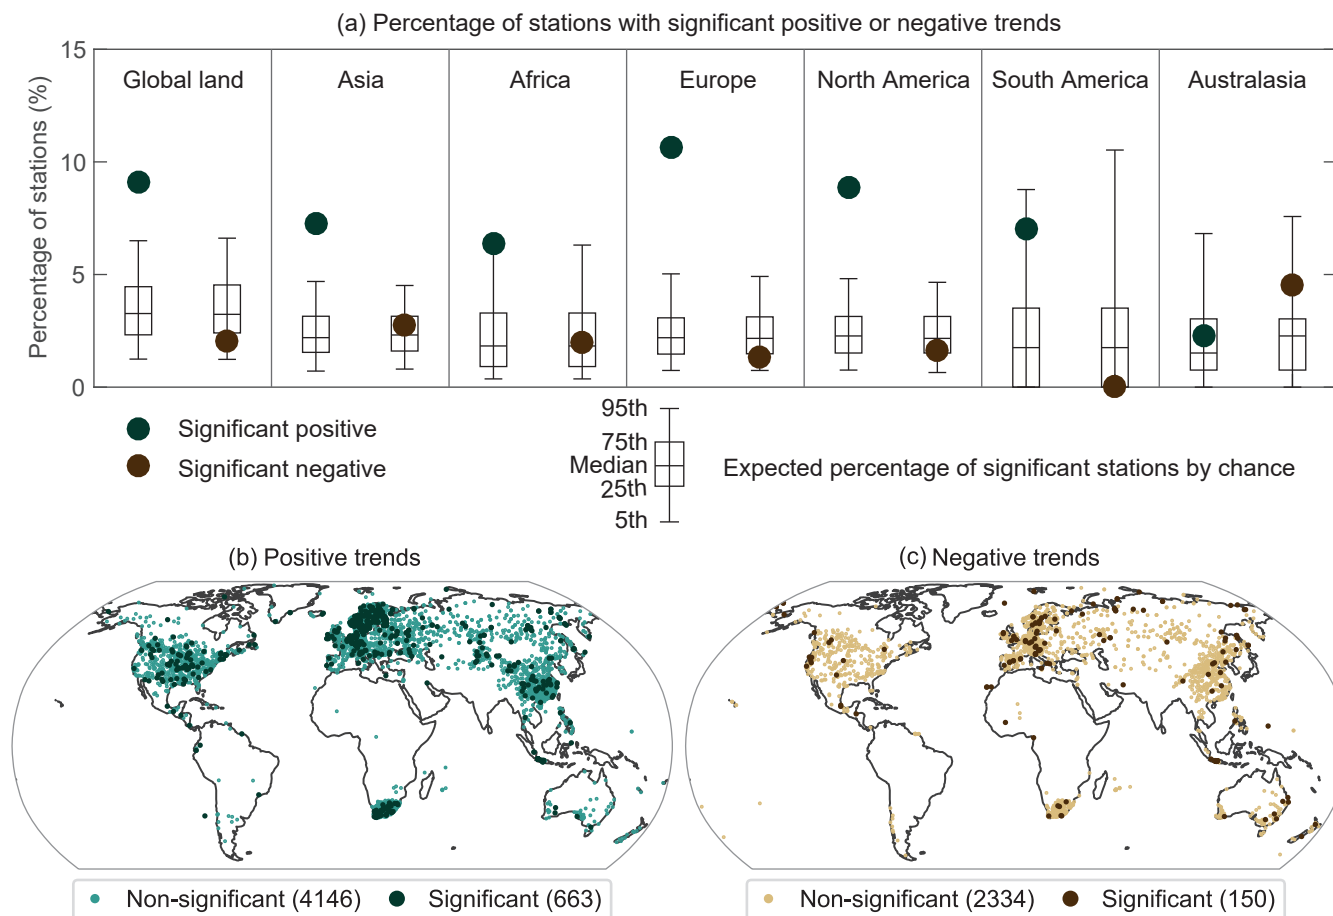 (a) Percentage of stations with significant positive or negative trends
Percentage of stations (%)
15
10
5
0
Global land
Asia
Africa
Europe
North America
South America
Australasia
Significant positive
Significant negative
95th
75th
Median
25th
5th
Expected percentage of significant stations by chance
(b) Positive trends
(c) Negative trends
Non-significant (4146)
Significant (663)
Non-significant (2334)
Significant (150)